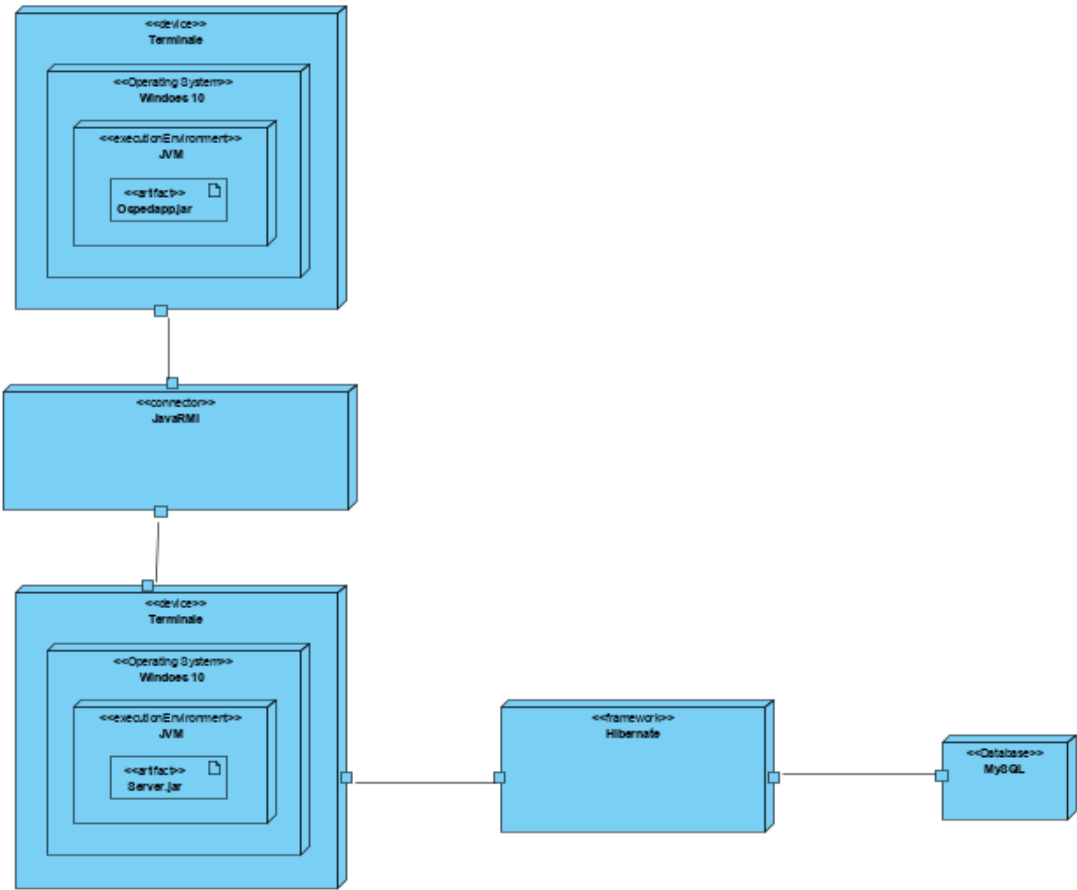 <<device>>
Terminale
<<Operating System>>
Windoes 10
<<executionEnvironment>>
JVM
<<artifact>>
Ospedapp.jar
<<connector>>
JavaRMI
<<device>>
Terminale
<<Operating System>>
Windoes 10
<<executionEnvironment>>
JVM
<<artifact>>
Server.jar
<<framework>>
Hibernate
<<Database>>
MySQL